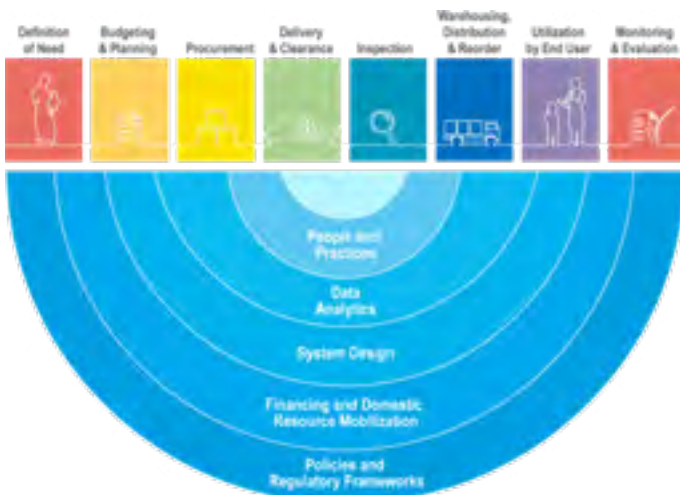 Definition
of Need
Budgeting
& Planning
Procurement
Delivery
& Clearance
Inspection
Warehousing,
Distribution
& Reorder
Utilization
by End User
Monitoring
& Evaluation
People and
Practices
Data
Analytics
System Design
Financing and Domestic
Resource Mobilization
Policies and
Regulatory Frameworks